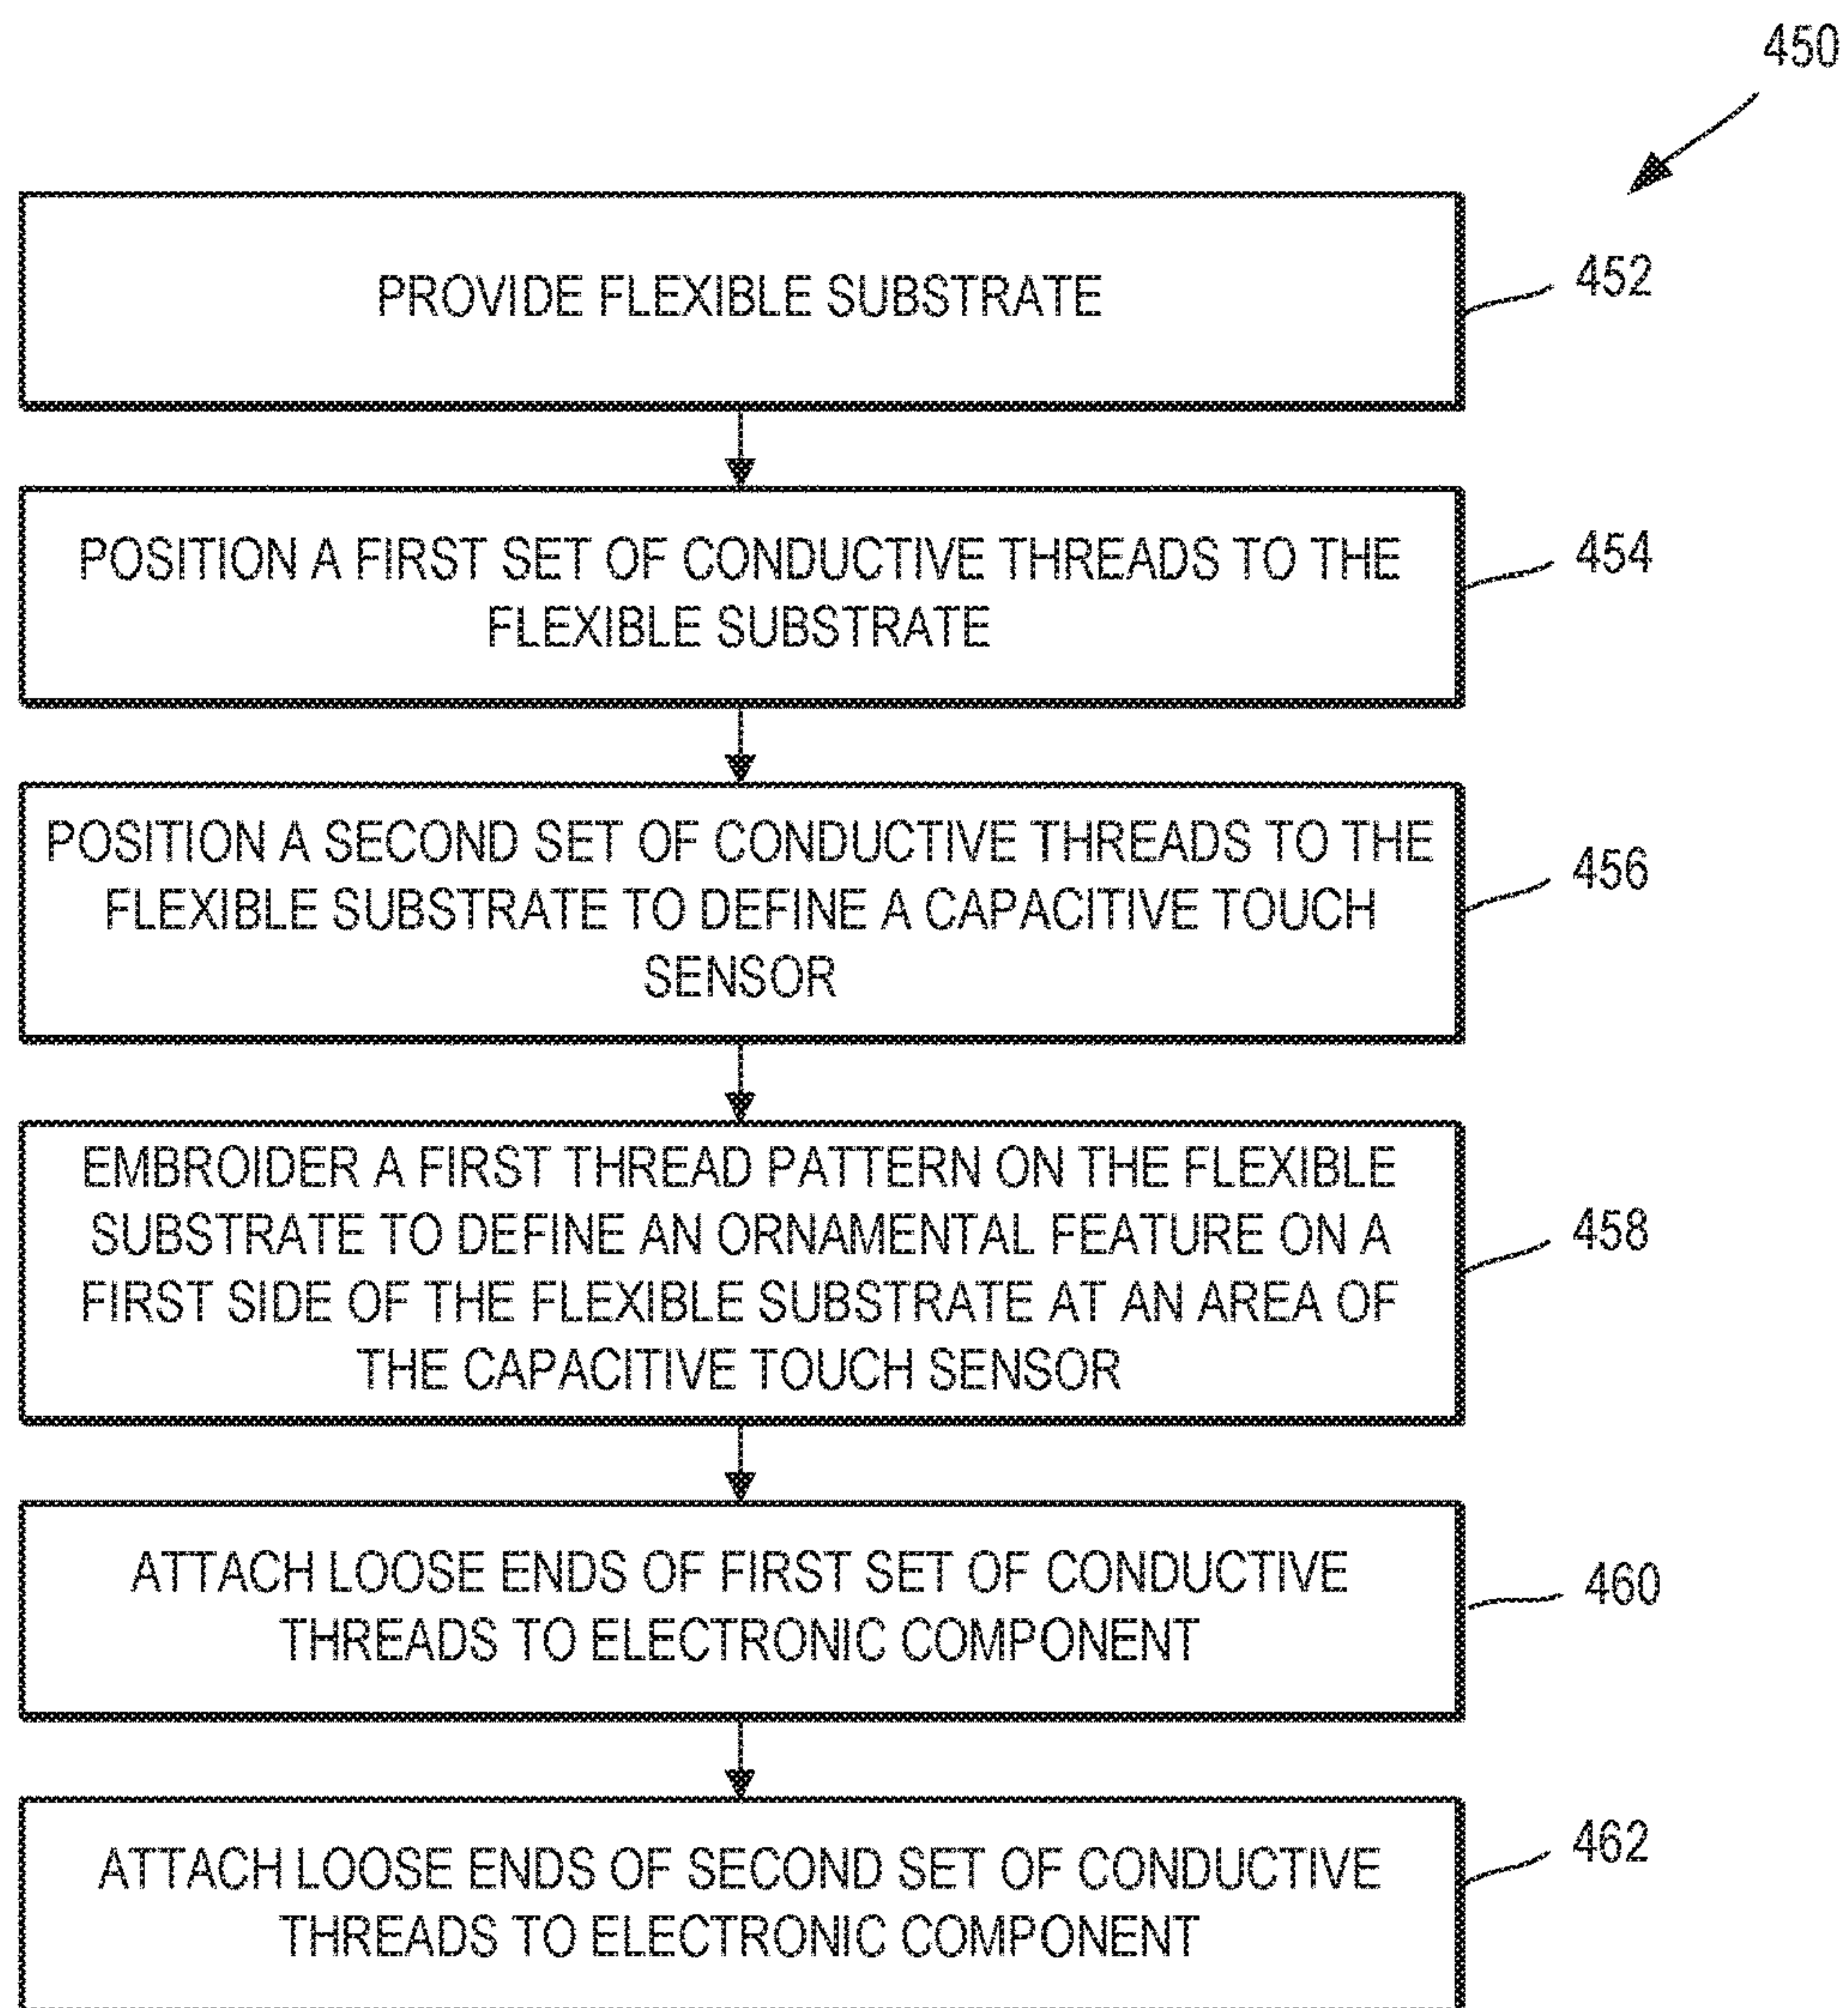 450
PROVIDE FLEXIBLE SUBSTRATE
452
POSITION A FIRST SET OF CONDUCTIVE THREADS TO THE
FLEXIBLE SUBSTRATE
454
POSITION A SECOND SET OF CONDUCTIVE THREADS TO THE
FLEXIBLE SUBSTRATE TO DEFINE A CAPACITIVE TOUCH
SENSOR
456
EMBROIDER A FIRST THREAD PATTERN ON THE FLEXIBLE
SUBSTRATE TO DEFINE AN ORNAMENTAL FEATURE ON A
FIRST SIDE OF THE FLEXIBLE SUBSTRATE AT AN AREA OF
THE CAPACITIVE TOUCH SENSOR
458
ATTACH LOOSE ENDS OF FIRST SET OF CONDUCTIVE
THREADS TO ELECTRONIC COMPONENT
460
ATTACH LOOSE ENDS OF SECOND SET OF CONDUCTIVE
THREADS TO ELECTRONIC COMPONENT
462